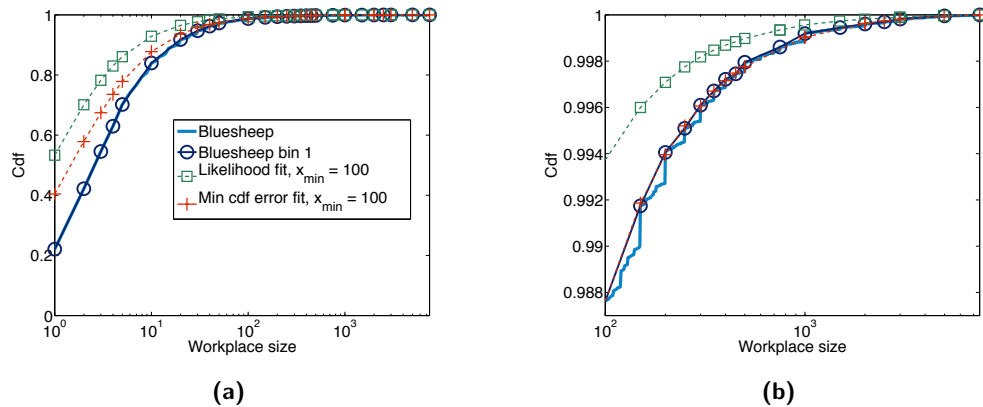 1
0.8
0.6
0.4
0.2
0
Cdf
10^0
10^1
10^2
10^3
Workplace size
Bluesheep
Bluesheep bin 1
Likelihood fit, x_min = 100
Min cdf error fit, x_min = 100
(a)
1
0.998
0.996
0.994
0.992
0.99
0.988
Cdf
10^2
10^3
Workplace size
(b)